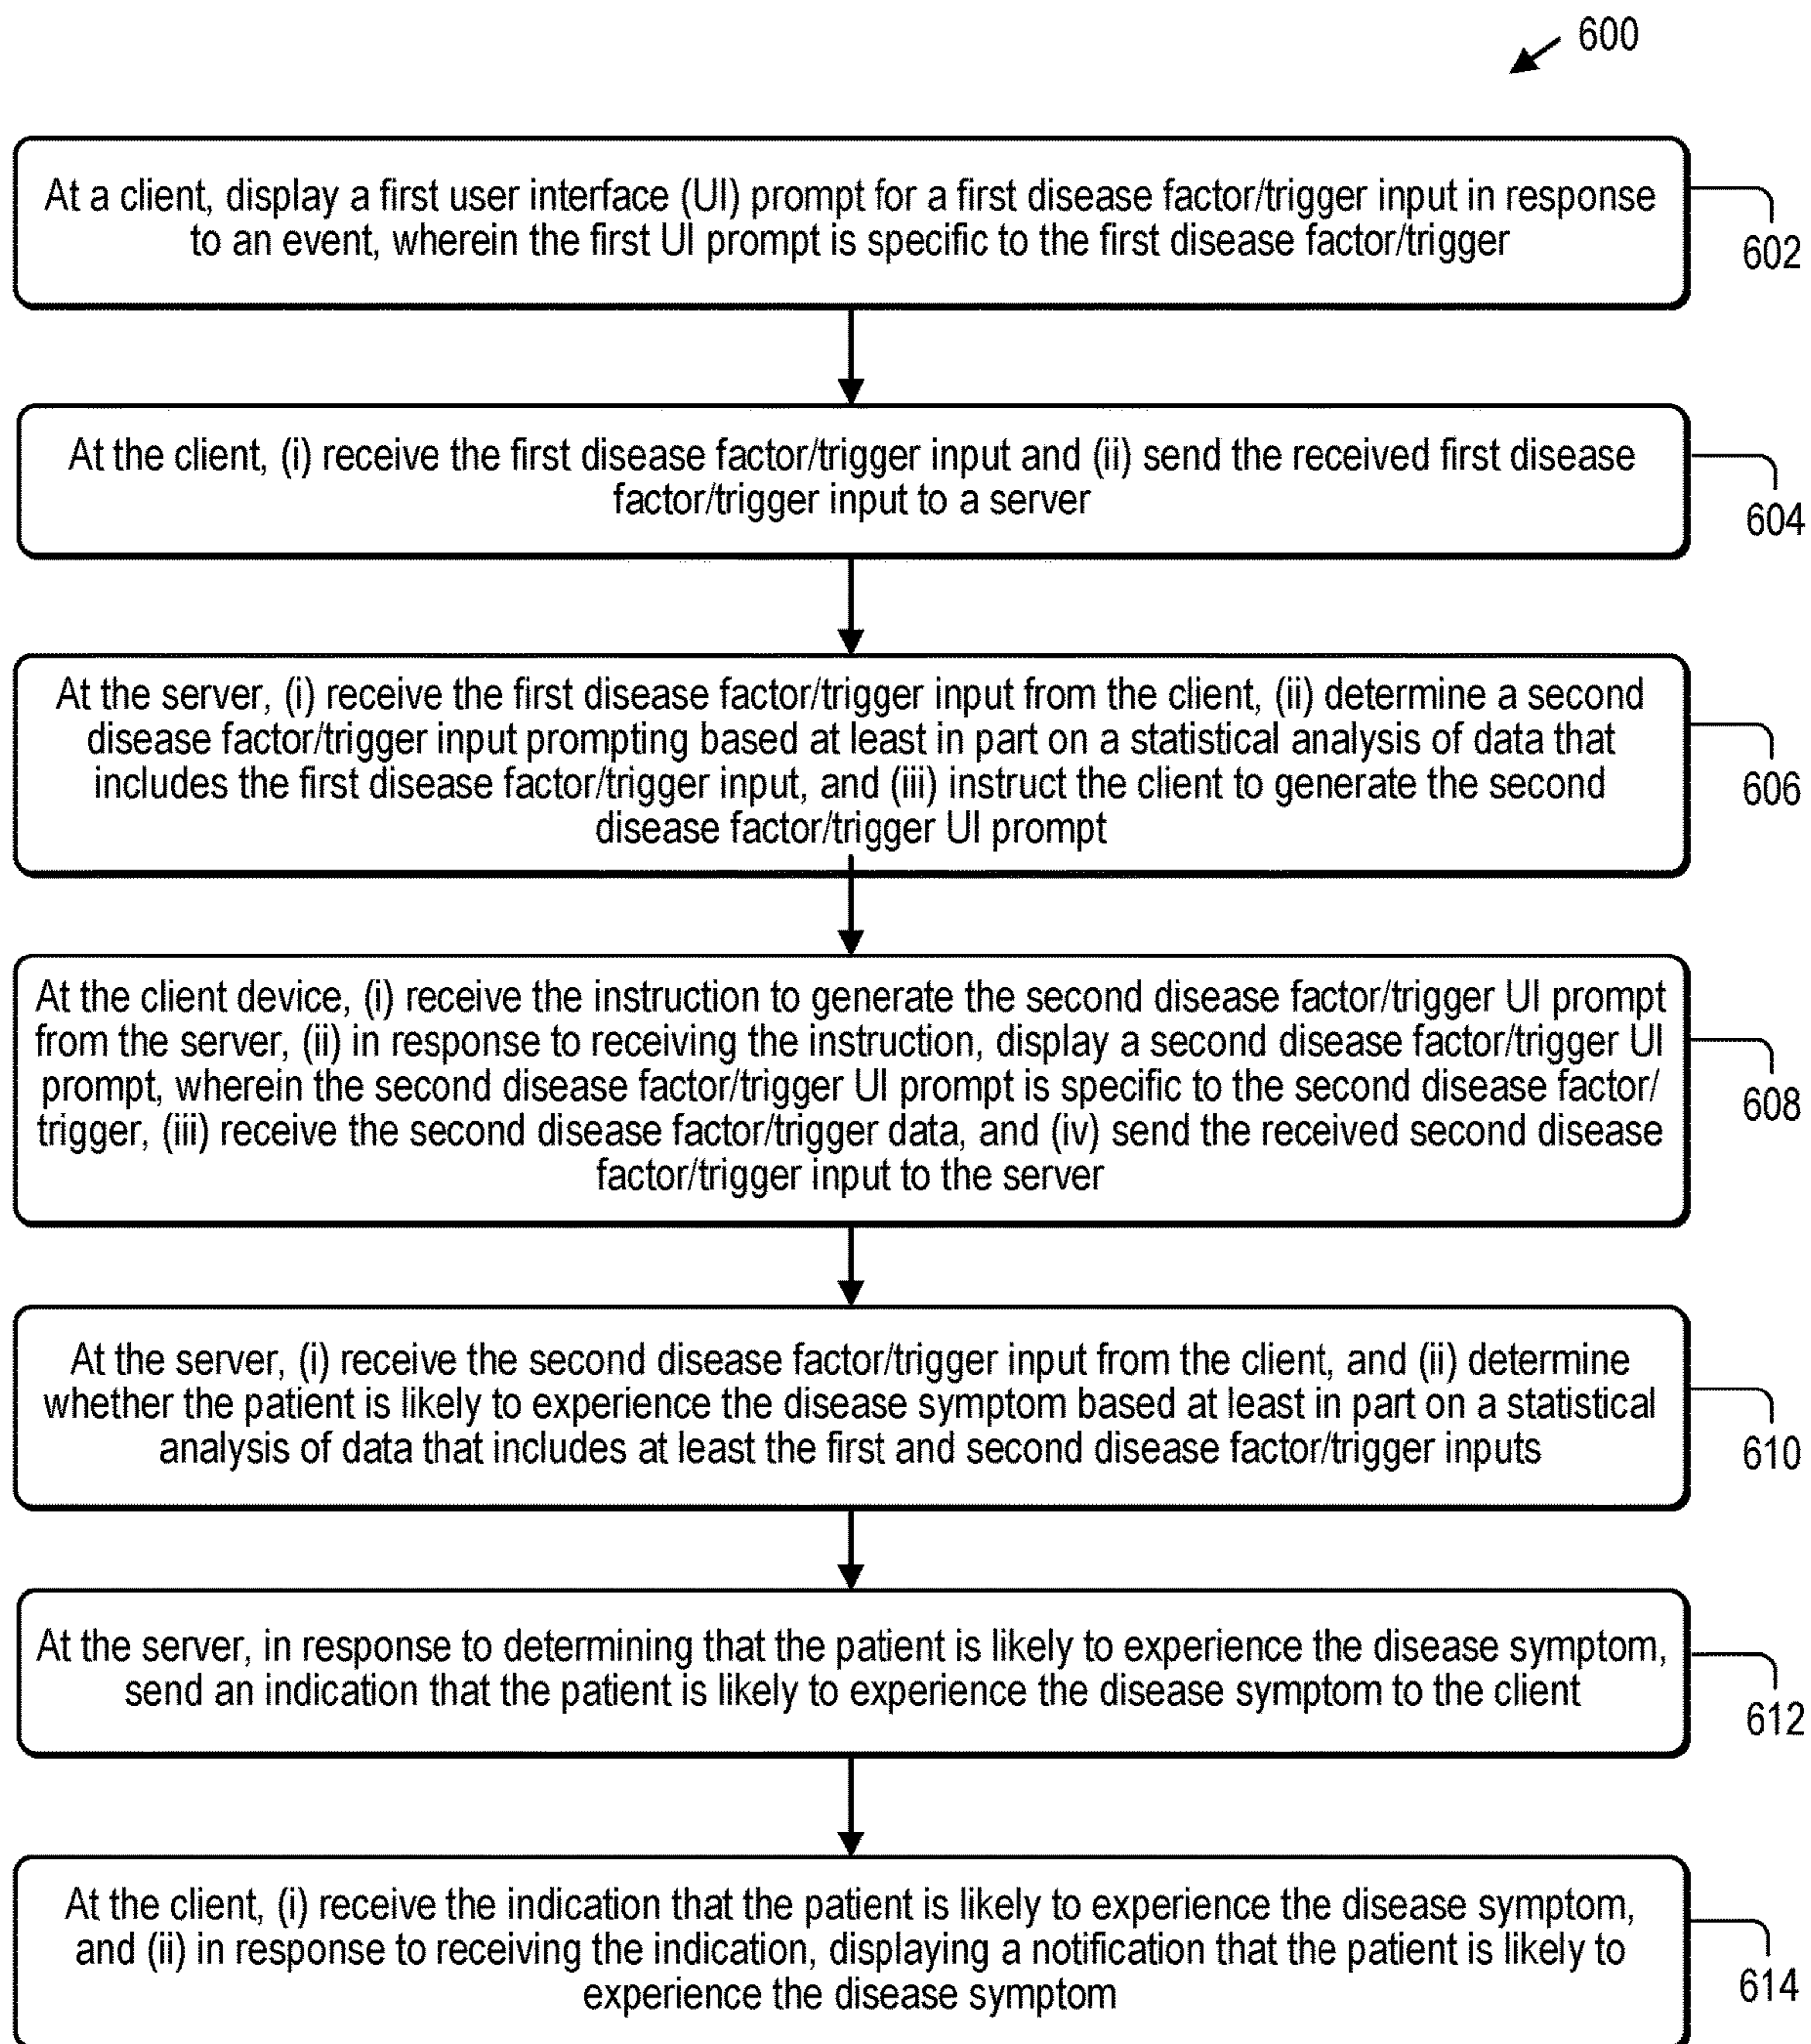 600
At a client, display a first user interface (UI) prompt for a first disease factor/trigger input in response
to an event, wherein the first UI prompt is specific to the first disease factor/trigger
602
At the client, (i) receive the first disease factor/trigger input and (ii) send the received first disease
factor/trigger input to a server
604
At the server, (i) receive the first disease factor/trigger input from the client, (ii) determine a second
disease factor/trigger input prompting based at least in part on a statistical analysis of data that
includes the first disease factor/trigger input, and (iii) instruct the client to generate the second
disease factor/trigger UI prompt
606
At the client device, (i) receive the instruction to generate the second disease factor/trigger UI prompt
from the server, (ii) in response to receiving the instruction, display a second disease factor/trigger UI
prompt, wherein the second disease factor/trigger UI prompt is specific to the second disease factor/
trigger, (iii) receive the second disease factor/trigger data, and (iv) send the received second disease
factor/trigger input to the server
608
At the server, (i) receive the second disease factor/trigger input from the client, and (ii) determine
whether the patient is likely to experience the disease symptom based at least in part on a statistical
analysis of data that includes at least the first and second disease factor/trigger inputs
610
At the server, in response to determining that the patient is likely to experience the disease symptom,
send an indication that the patient is likely to experience the disease symptom to the client
612
At the client, (i) receive the indication that the patient is likely to experience the disease symptom,
and (ii) in response to receiving the indication, displaying a notification that the patient is likely to
experience the disease symptom
614